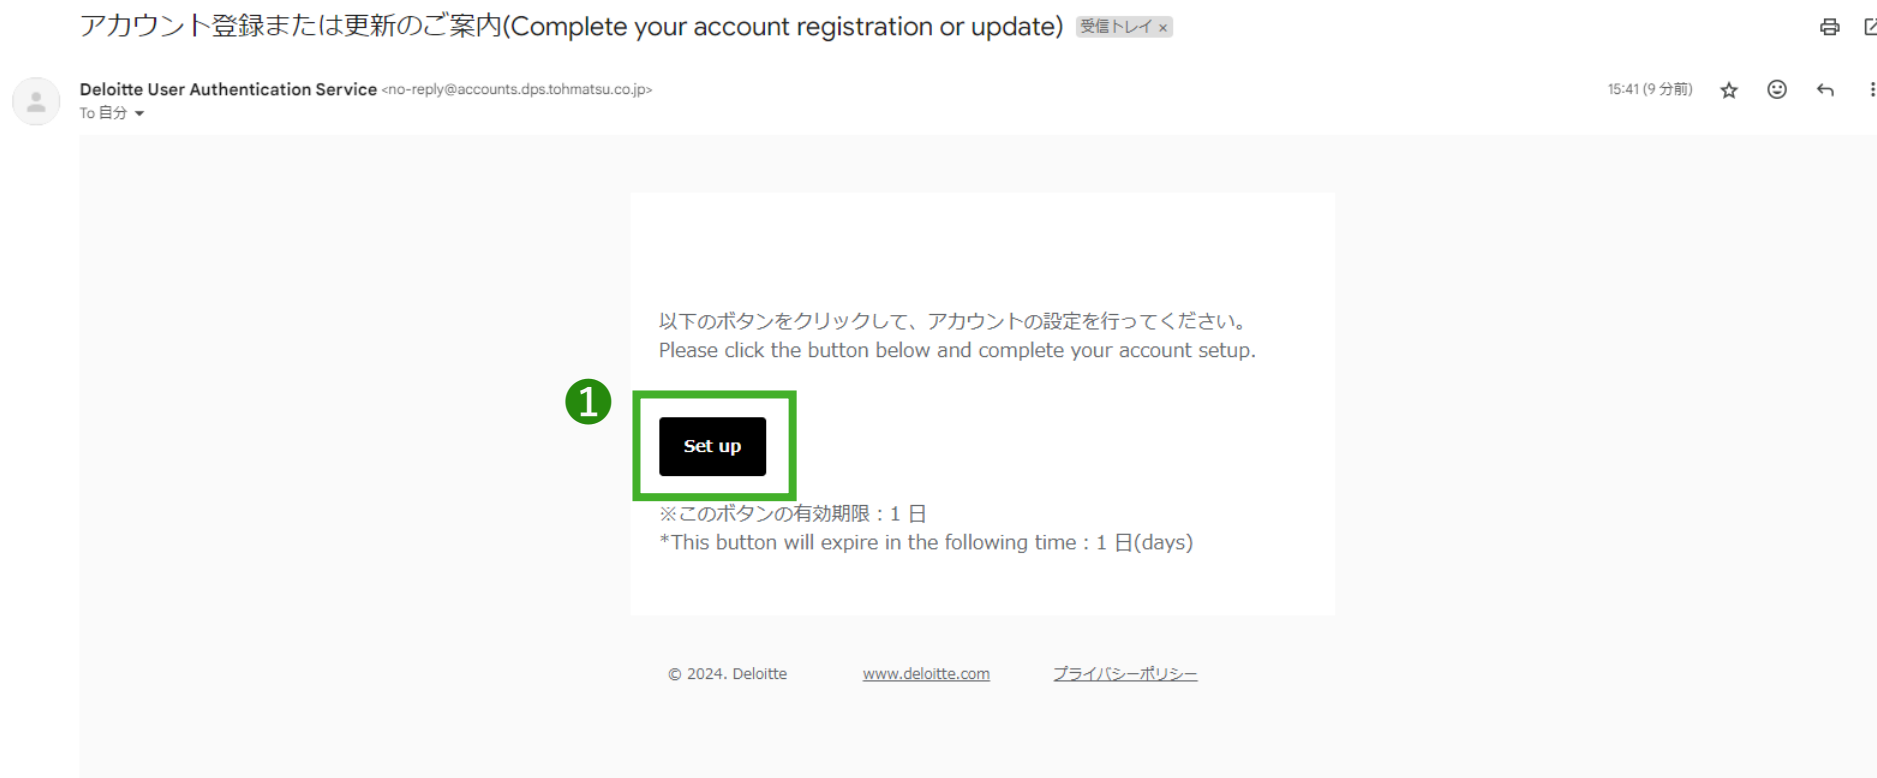 アカウント登録または更新のご案内(Complete your account registration or update) 受信トレイ ×
Deloitte User Authentication Service <no-reply@accounts.dps.tohmatsu.co.jp> 15:41 (9 分前)
To 自分
以下のボタンをクリックして、アカウントの設定を行ってください。
Please click the button below and complete your account setup.
1
Set up
※このボタンの有効期限：1 日
*This button will expire in the following time : 1 日(days)
© 2024. Deloitte www.deloitte.com プライバシーポリシー